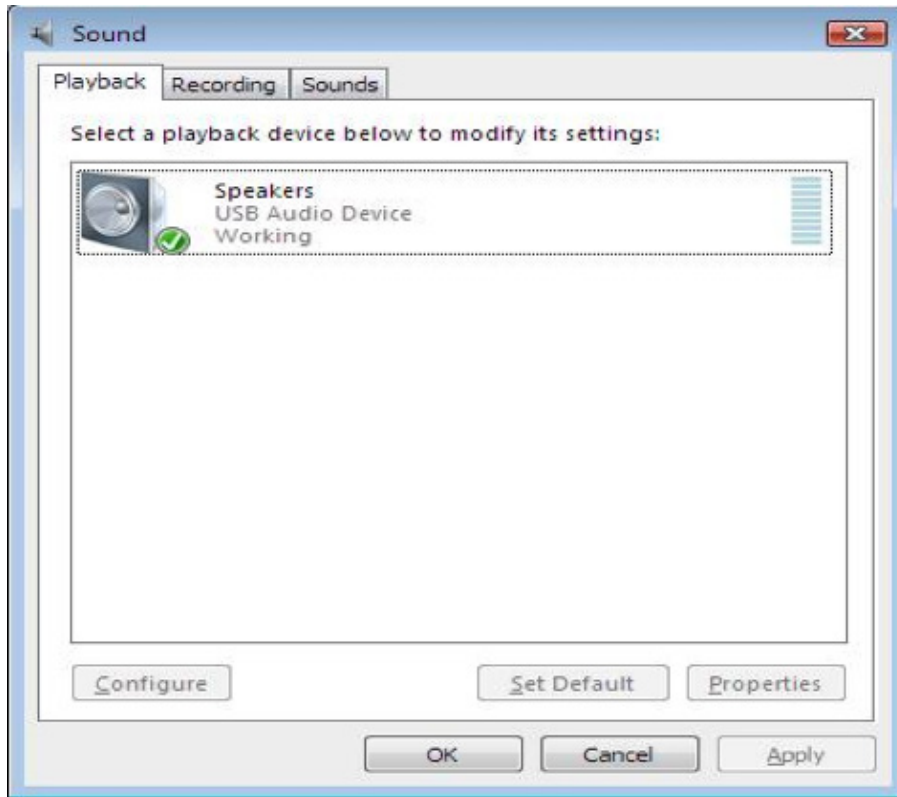 Sound
Playback Recording Sounds
Select a playback device below to modify its settings:
Speakers
USB Audio Device
Working
Configure Set Default Properties
OK Cancel Apply